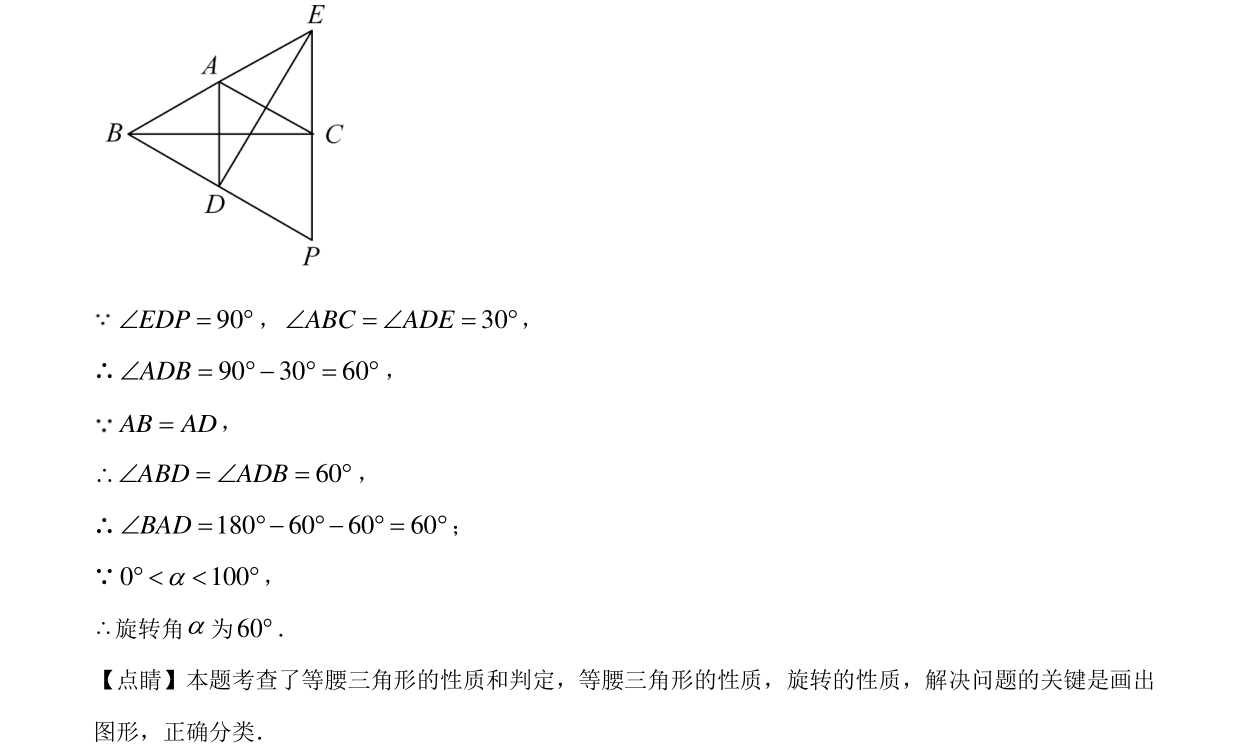 E
A
B
C
D
P
∵∠EDP=90°，∠ABC=∠ADE=30°，
∴∠ADB=90°−30°=60°，
∵AB=AD，
∴∠ABD=∠ADB=60°，
∴∠BAD=180°−60°−60°=60°；
∵0°<α<100°，
∴旋转角α为60°．
【点睛】本题考查了等腰三角形的性质和判定，等腰三角形的性质，旋转的性质，解决问题的关键是画出
图形，正确分类．